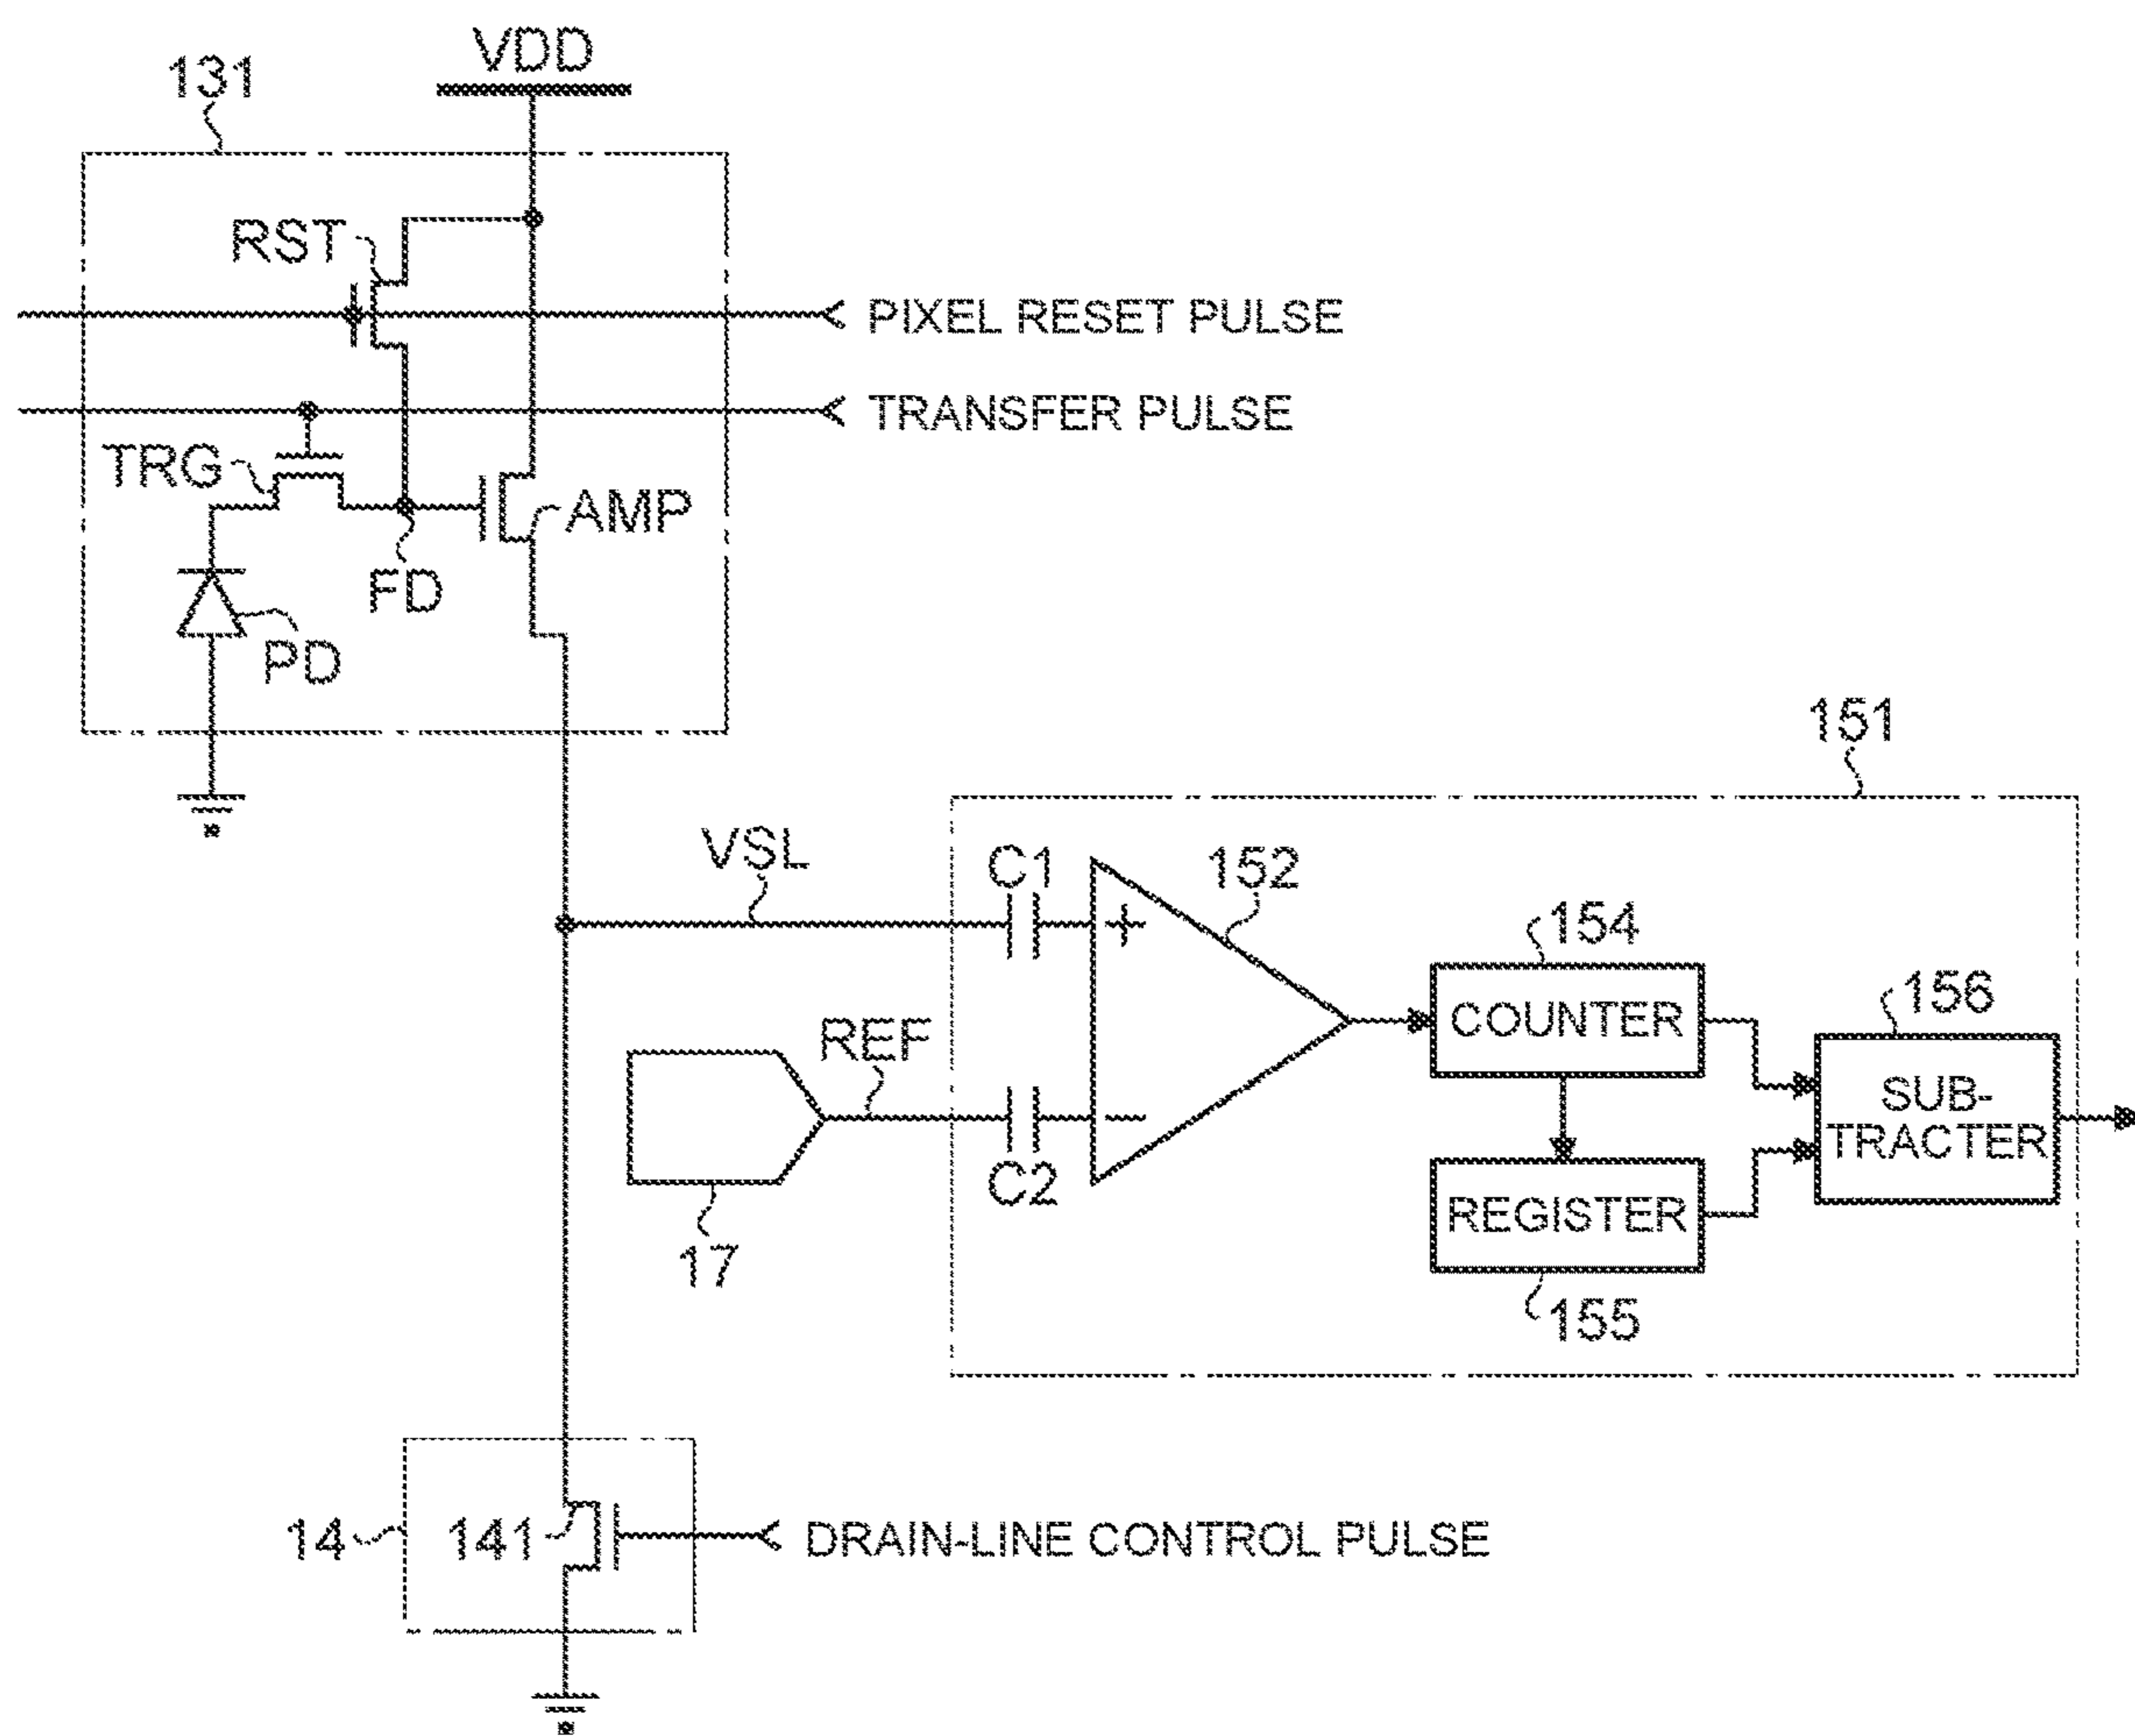 VDD
131
RST
PIXEL RESET PULSE
TRANSFER PULSE
TRG
AMP
FD
PD
151
VSL
C1
+
152
154
COUNTER
156
SUB-
TRACTER
REF
−
C2
REGISTER
17
155
14
141
DRAIN-LINE CONTROL PULSE